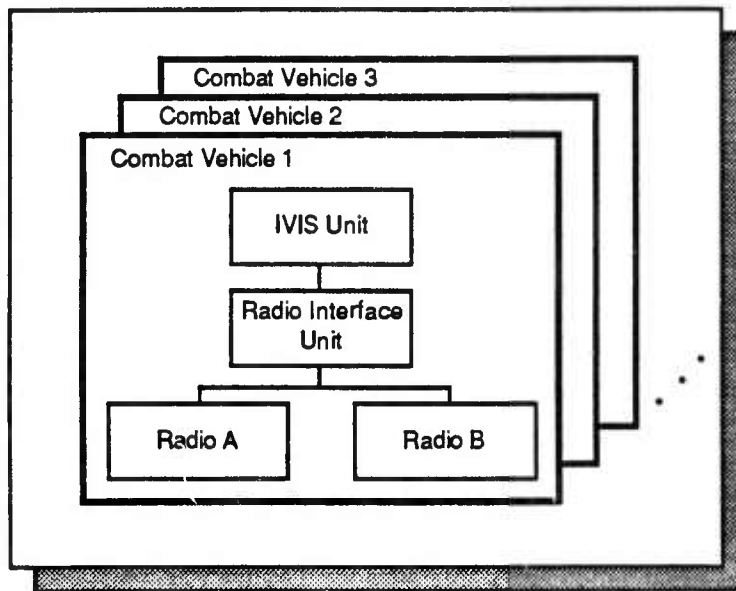 Combat Vehicle 3
Combat Vehicle 2
Combat Vehicle 1
IVIS Unit
Radio Interface
Unit
Radio A
Radio B